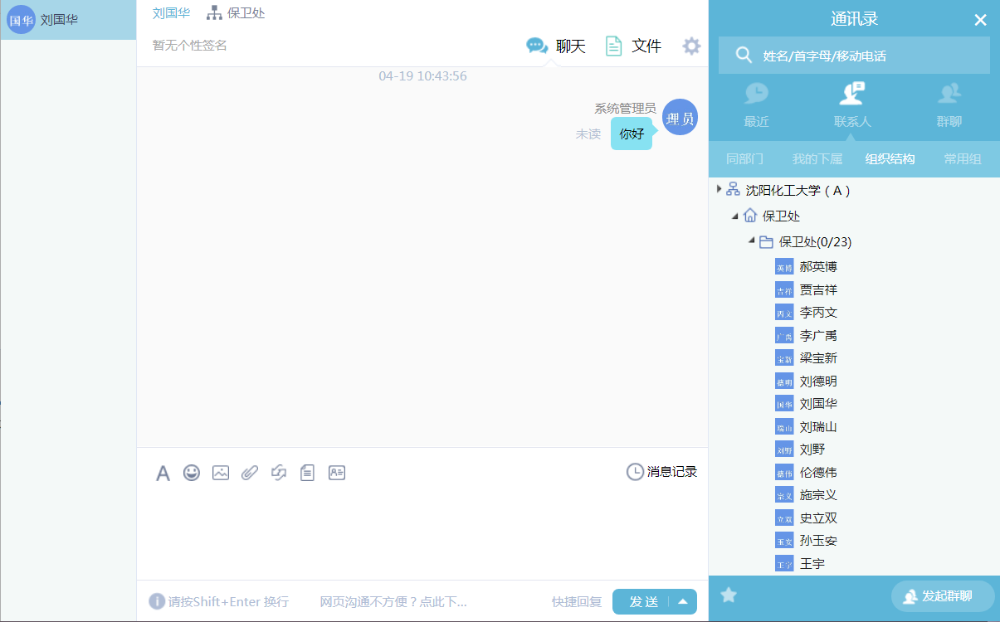 国华 刘国华
刘国华 保卫处
暂无个性签名
聊天 文件
04-19 10:43:56
系统管理员
理员
未读 你好
消息记录
请按Shift+Enter 换行 网页沟通不方便？点此下... 快捷回复 发 送
通讯录
姓名/首字母/移动电话
最近 联系人 群聊
同部门 我的下属 组织结构 常用组
沈阳化工大学（A）
保卫处
保卫处(0/23)
英博 郝英博
吉祥 贾吉祥
丙文 李丙文
广禹 李广禹
宝新 梁宝新
德明 刘德明
国华 刘国华
瑞山 刘瑞山
刘野 刘野
德伟 伦德伟
宗义 施宗义
立双 史立双
玉安 孙玉安
王宇 王宇
发起群聊